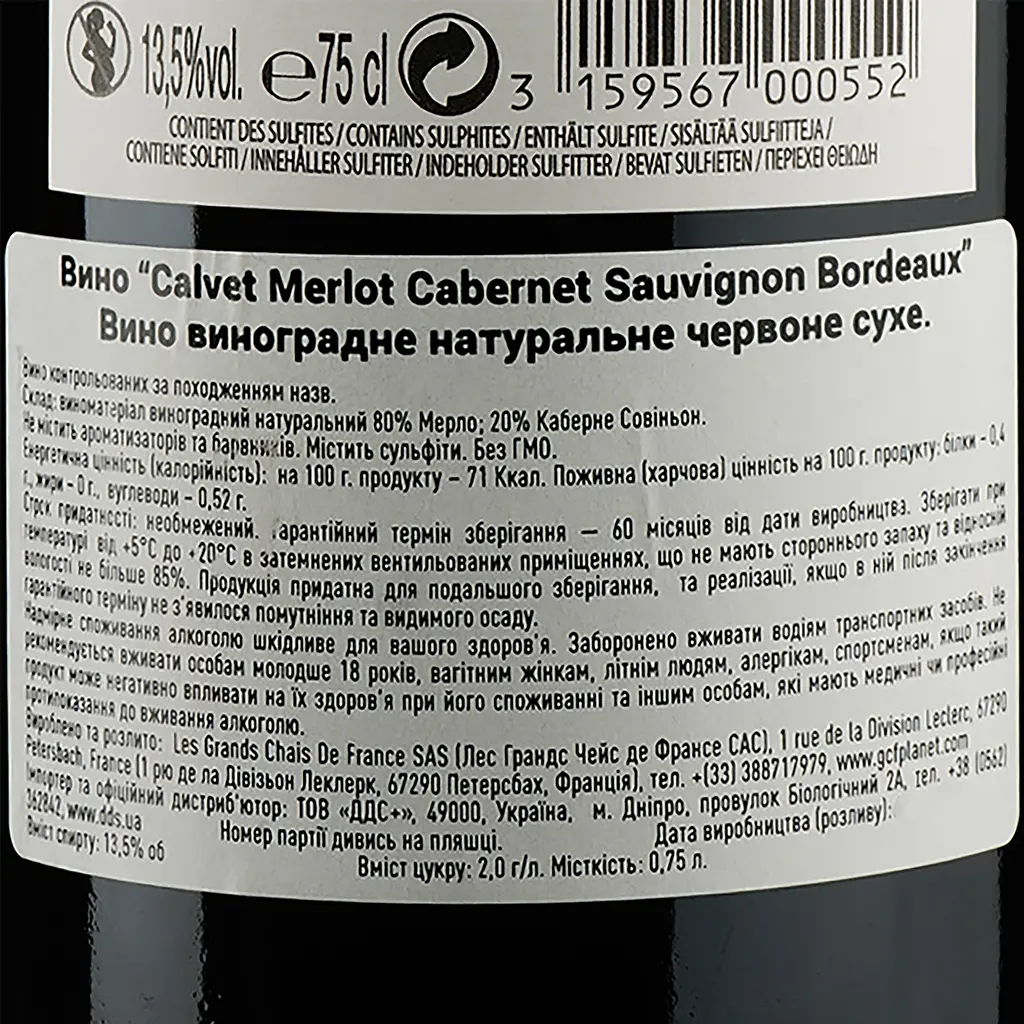 13,5%vol. e75 cl
3 159567 000552
CONTIENT DES SULFITES / CONTAINS SULPHITES / ENTHÄLT SULFITE / SISÄLTÄÄ SULFIITTEJA /
CONTIENE SOLFITI / INNEHÅLLER SULFITER / INDEHOLDER SULFITTER / BEVAT SULFIETEN / ΠΕΡΙΕΧΕΙ ΘΕΙΩΔΗ
Вино “Calvet Merlot Cabernet Sauvignon Bordeaux”
Вино виноградне натуральне червоне сухе.
Вино контрольованих за походженням назв.
Склад: виноматеріал виноградний натуральний 80% Мерло; 20% Каберне Совіньон.
Не містить ароматизаторів та барвників. Містить сульфіти. Без ГМО.
Енергетична цінність (калорійність): на 100 г. продукту – 71 Ккал. Поживна (харчова) цінність на 100 г. продукту: білки – 0,4
г., жири – 0 г., вуглеводи – 0,52 г.
Строк придатності: необмежений. арантійний термін зберігання — 60 місяців від дати виробництва. Зберігати при
температурі від +5°С до +20°С в затемнених вентильованих приміщеннях, що не мають стороннього запаху та відносній
вологості не більше 85%. Продукція придатна для подальшого зберігання, та реалізації, якщо в ній після закінчення
гарантійного терміну не з'явилося помутніння та видимого осаду.
Надмірне споживання алкоголю шкідливе для вашого здоров'я. Заборонено вживати водіям транспортних засобів. Не
рекомендується вживати особам молодше 18 років, вагітним жінкам, літнім людям, алергікам, спортсменам, якщо такий
продукт може негативно впливати на їх здоров'я при його споживанні та іншим особам, які мають медичні чи професійні
протипоказання до вживання алкоголю.
Вироблено та розлито: Les Grands Chais De France SAS (Лес Грандс Чейс де Франсе САС), 1 rue de la Division Leclerc, 67290
Petersbach, France (1 рю де ла Дівізьон Леклерк, 67290 Петерсбах, Франція), тел. +(33) 388717979, www.gcfplanet.com
Імпортер та офіційний дистриб'ютор: ТОВ «ДДС+», 49000, Україна, м. Дніпро, провулок Біологічний 2А, тел. +38 (0562)
362842, www.dds.ua
Номер партії дивись на пляшці. Дата виробництва (розливу):
Вміст спирту: 13,5% об
Вміст цукру: 2,0 г/л. Місткість: 0,75 л.